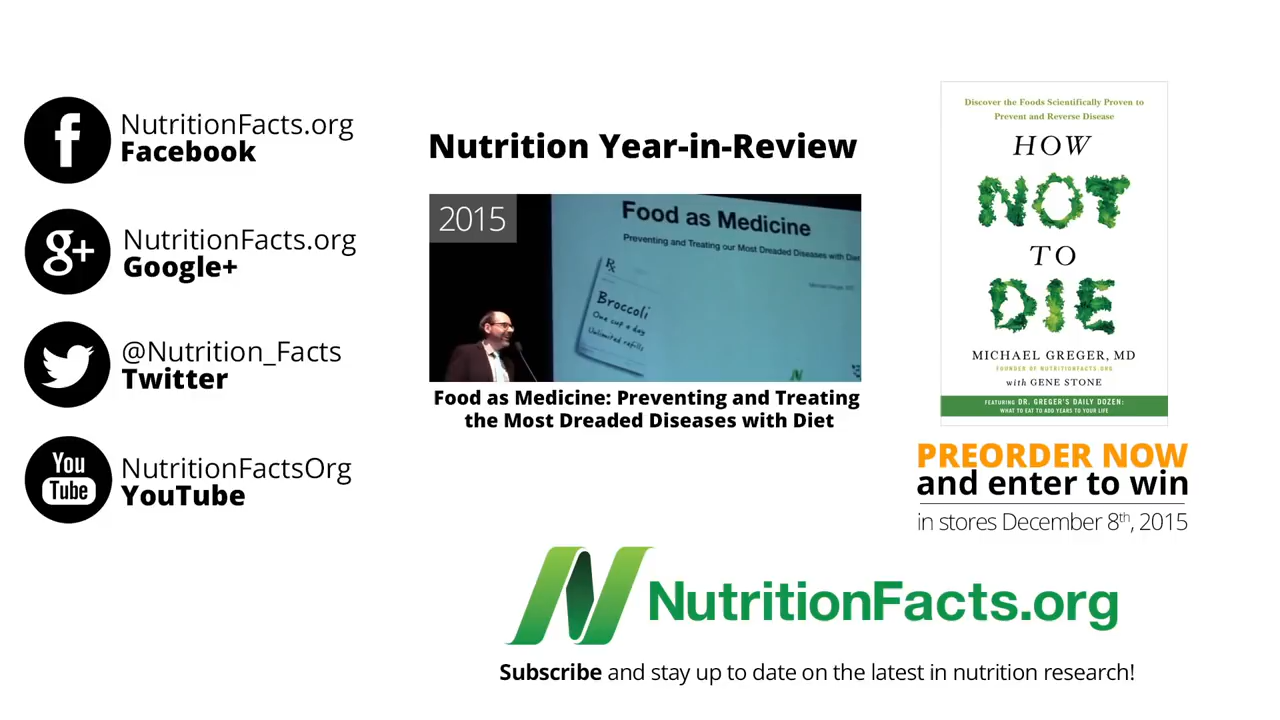 f
NutritionFacts.org
Facebook
g+
NutritionFacts.org
Google+
@Nutrition_Facts
Twitter
You
Tube
NutritionFactsOrg
YouTube
Nutrition Year-in-Review
2015
Food as Medicine
Preventing and Treating our Most Dreaded Diseases with Diet
Rx
Broccoli
One cup a day
Unlimited refills
Food as Medicine: Preventing and Treating
the Most Dreaded Diseases with Diet
Discover the Foods Scientifically Proven to
Prevent and Reverse Disease
HOW
NOT
TO
DIE
MICHAEL GREGER, MD
FOUNDER OF NUTRITIONFACTS.ORG
with GENE STONE
FEATURING DR. GREGER'S DAILY DOZEN:
WHAT TO EAT TO ADD YEARS TO YOUR LIFE
PREORDER NOW
and enter to win
in stores December 8th, 2015
NutritionFacts.org
Subscribe and stay up to date on the latest in nutrition research!